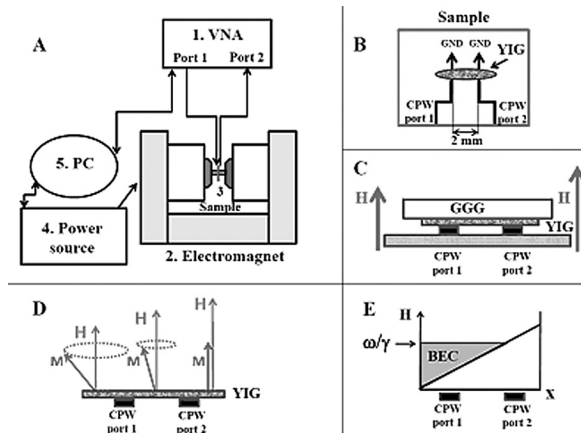 A
1. VNA
Port 1 Port 2
5. PC
4. Power
source
3
Sample
2. Electromagnet
Sample
B
GND GND
YIG
CPW
port 1
CPW
port 2
2 mm
C
H
H
GGG
YIG
CPW
port 1
CPW
port 2
D
H
H
H
M
M
M
YIG
CPW
port 1
CPW
port 2
E
H
ω/γ
BEC
X
CPW
port 1
CPW
port 2